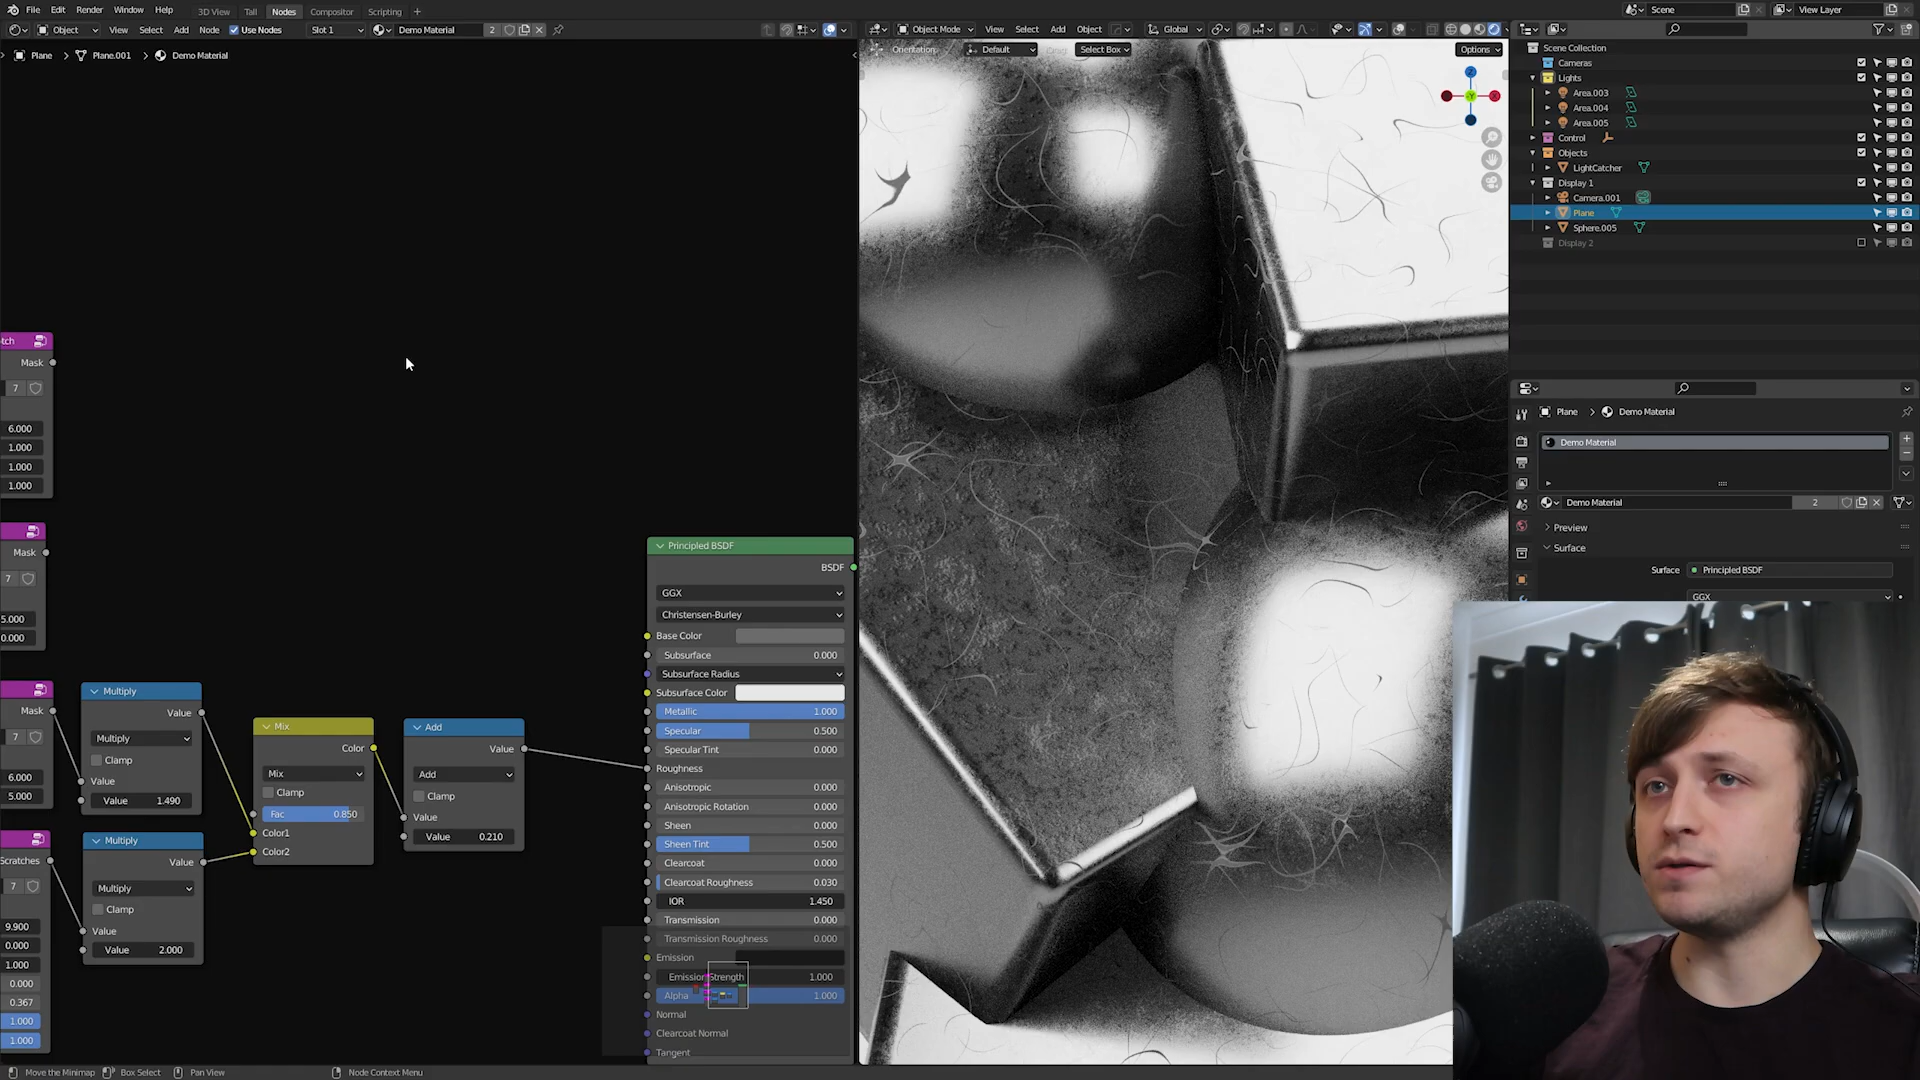 File Edit Render Window Help 3D View Tall Nodes Compositor Scripting + Scene View Layer
Object View Select Add Node Use Nodes Slot 1 Demo Material 2
Object Mode View Select Add Object Global
Orientation: Default Drag: Select Box Options
Plane > Plane.001 > Demo Material
Scene Collection
Cameras
Lights
Area.003
Area.004
Area.005
Control
Objects
LightCatcher
Display 1
Camera.001
Plane
Sphere.005
Display 2
Plane > Demo Material
Demo Material
Demo Material 2
Preview
Surface
Surface Principled BSDF
GGX
tch
Mask
7
6.000
1.000
1.000
1.000
Mask
7
5.000
0.000
Mask
7
6.000
5.000
Scratches
7
9.900
0.000
1.000
0.000
0.367
1.000
1.000
Multiply
Value
Multiply
Clamp
Value
Value 1.490
Multiply
Value
Multiply
Clamp
Value
Value 2.000
Mix
Color
Mix
Clamp
Fac 0.850
Color1
Color2
Add
Value
Add
Clamp
Value
Value 0.210
Principled BSDF
BSDF
GGX
Christensen-Burley
Base Color
Subsurface 0.000
Subsurface Radius
Subsurface Color
Metallic 1.000
Specular 0.500
Specular Tint 0.000
Roughness
Anisotropic 0.000
Anisotropic Rotation 0.000
Sheen 0.000
Sheen Tint 0.500
Clearcoat 0.000
Clearcoat Roughness 0.030
IOR 1.450
Transmission 0.000
Transmission Roughness 0.000
Emission
Emission Strength 1.000
Alpha 1.000
Normal
Clearcoat Normal
Tangent
Move the Minimap Box Select Pan View Node Context Menu